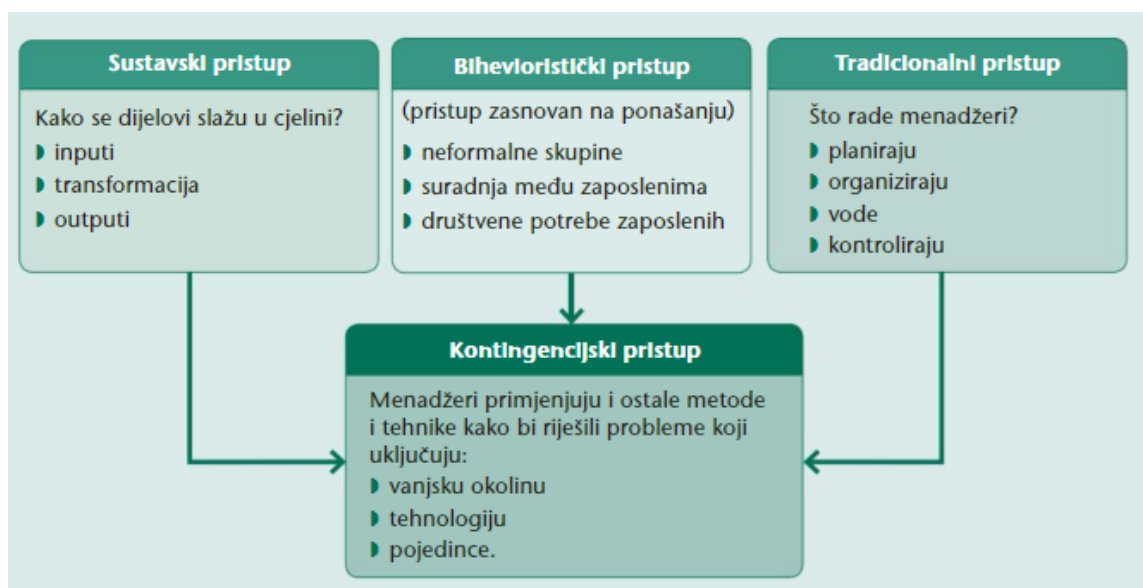 Sustavski pristup
Kako se dijelovi slažu u cjelini?
◗ inputi
◗ transformacija
◗ outputi
Bihevioristički pristup
(pristup zasnovan na ponašanju)
◗ neformalne skupine
◗ suradnja među zaposlenima
◗ društvene potrebe zaposlenih
Tradicionalni pristup
Što rade menadžeri?
◗ planiraju
◗ organiziraju
◗ vode
◗ kontroliraju
Kontingencijski pristup
Menadžeri primjenjuju i ostale metode
i tehnike kako bi riješili probleme koji
uključuju:
◗ vanjsku okolinu
◗ tehnologiju
◗ pojedince.